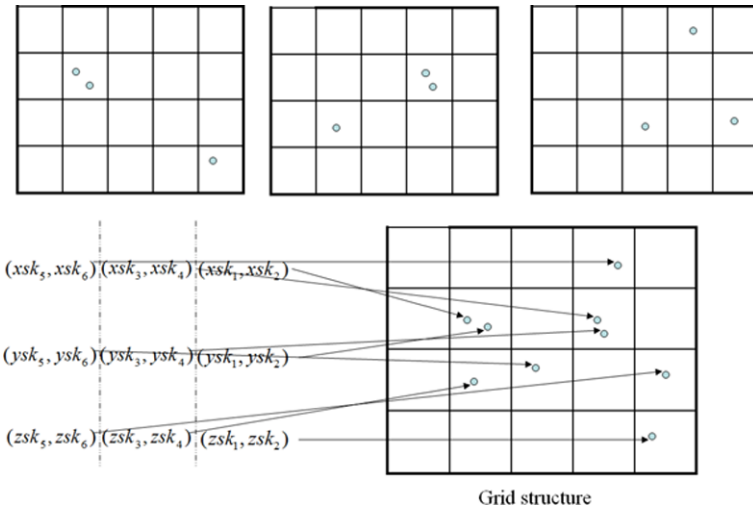 (xsk₅, xsk₆) (xsk₃, xsk₄) (xsk₁, xsk₂)
(ysk₅, ysk₆) (ysk₃, ysk₄) (ysk₁, ysk₂)
(zsk₅, zsk₆) (zsk₃, zsk₄) (zsk₁, zsk₂)
Grid structure